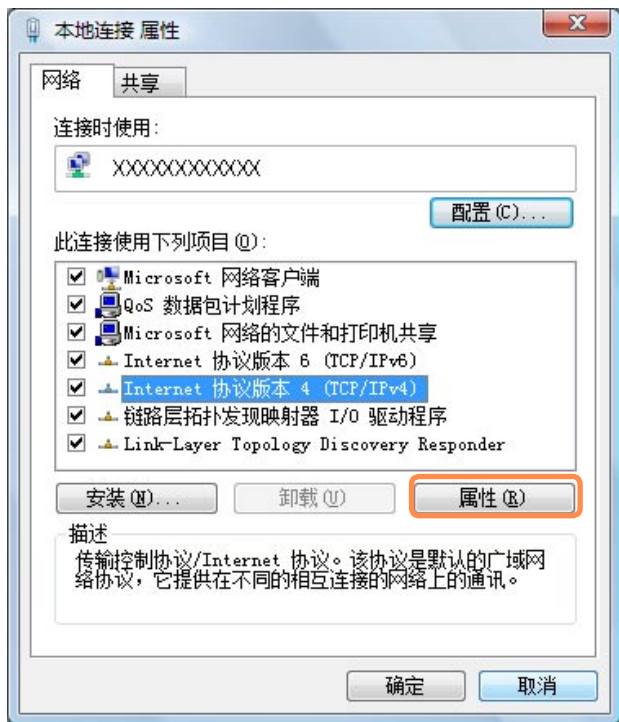 本地连接 属性
网络
共享
连接时使用:
XXXXXXXXXXXX
配置(C)...
此连接使用下列项目(O):
Microsoft 网络客户端
QoS 数据包计划程序
Microsoft 网络的文件和打印机共享
Internet 协议版本 6 (TCP/IPv6)
Internet 协议版本 4 (TCP/IPv4)
链路层拓扑发现映射器 I/O 驱动程序
Link-Layer Topology Discovery Responder
安装(N)...
卸载(U)
属性(R)
描述
传输控制协议/Internet 协议。该协议是默认的广域网
络协议，它提供在不同的相互连接的网络上的通讯。
确定
取消